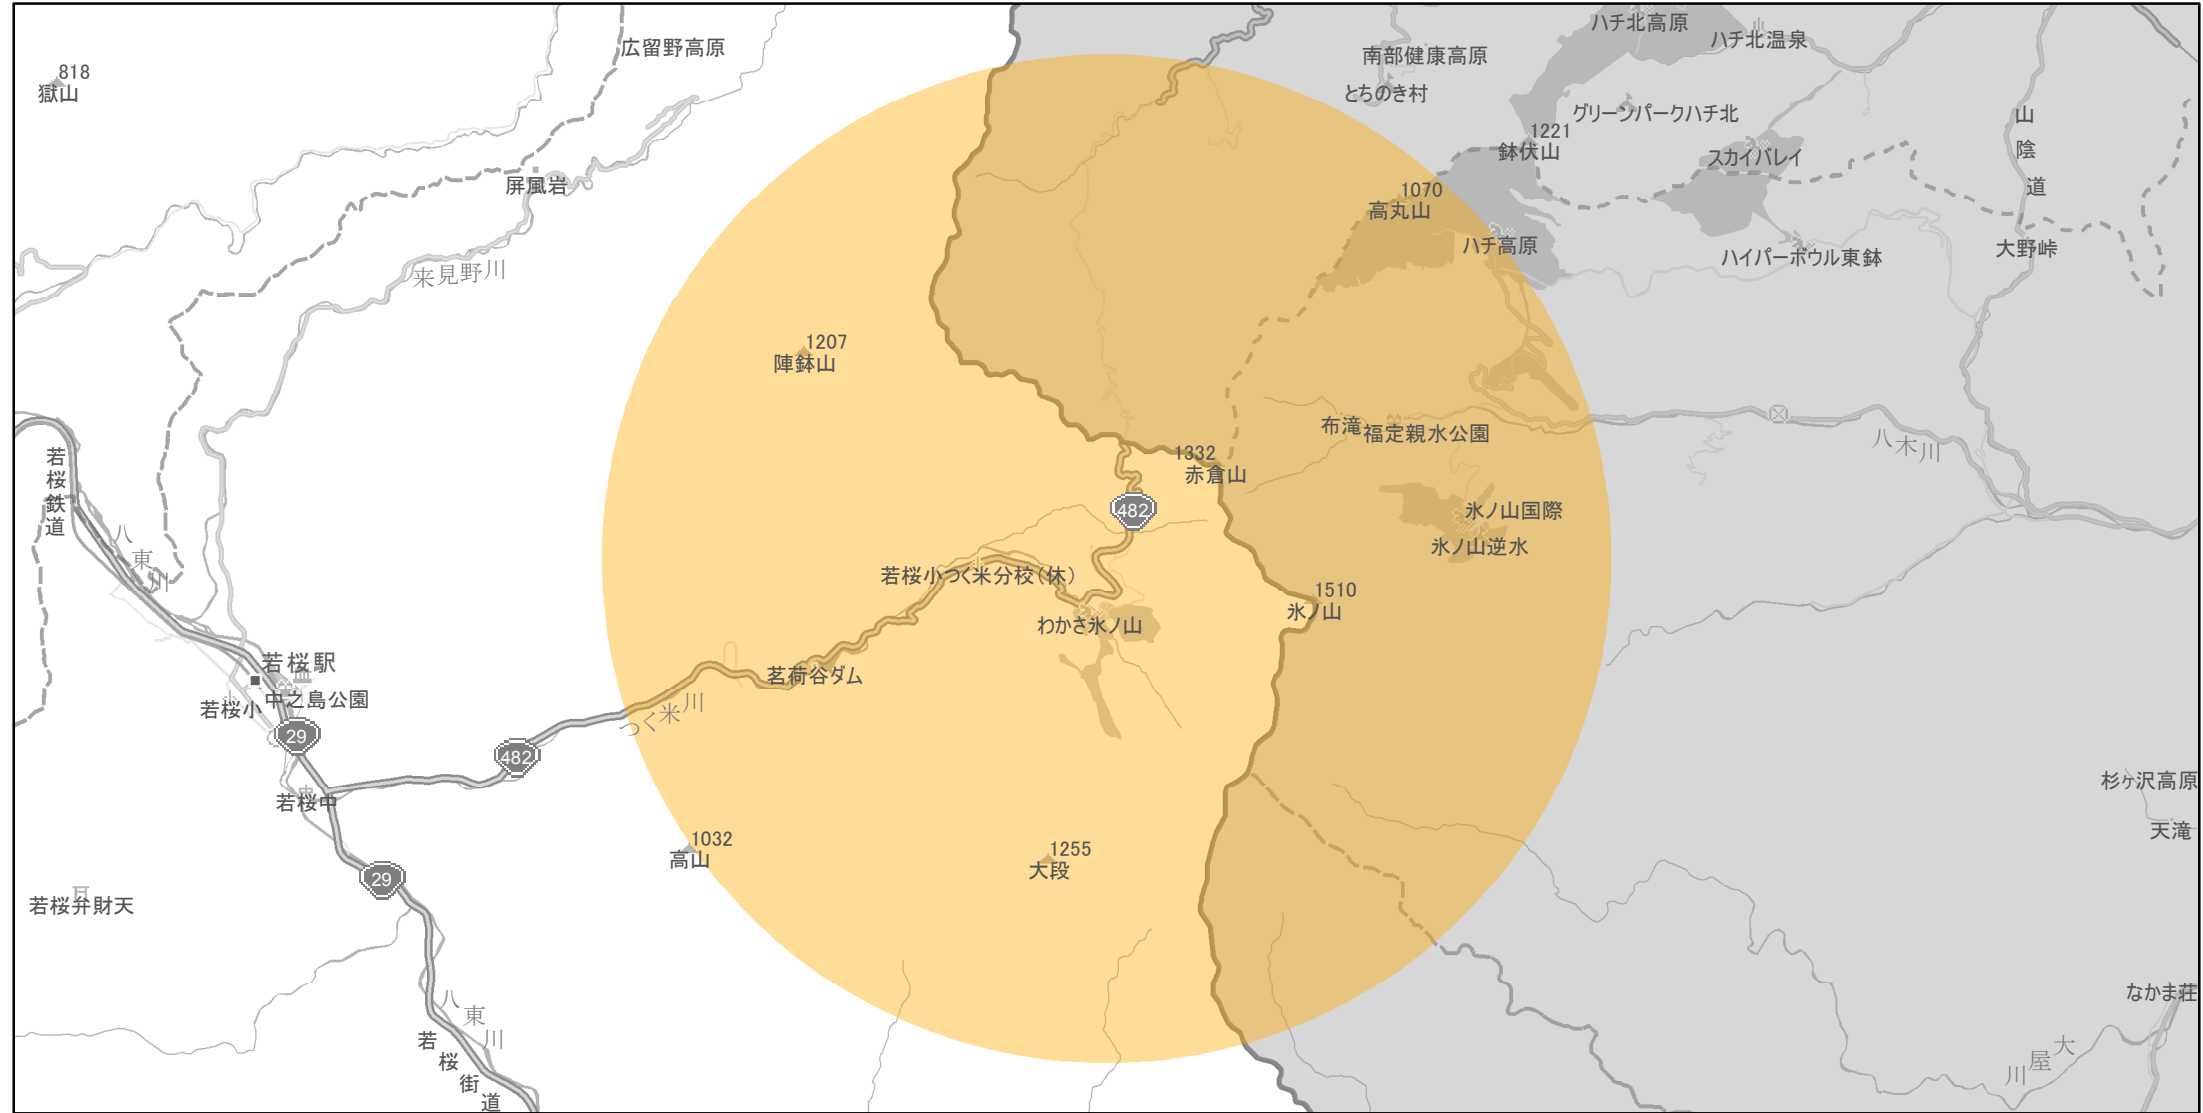 818
獄山
広留野高原
南部健康高原
とちのき村
ハチ北高原
ハチ北温泉
グリーンパークハチ北
1221
鉢伏山
スカイバレイ
山陰道
屏風岩
1070
高丸山
ハチ高原
ハイパーボウル東鉢
大野峠
来見野川
1207
陣鉢山
布滝
福定親水公園
八木川
若桜鉄道
1332
赤倉山
482
氷ノ山国際
氷ノ山逆水
八東川
若桜小つく米分校(休)
1510
氷ノ山
わかさ氷ノ山
若桜駅
中之島公園
若桜小
茗荷谷ダム
つく米川
29
482
若桜中
杉ヶ沢高原
天滝
1032
高山
1255
大段
29
若桜弁財天
なかま荘
八東川
若桜街道
大屋川